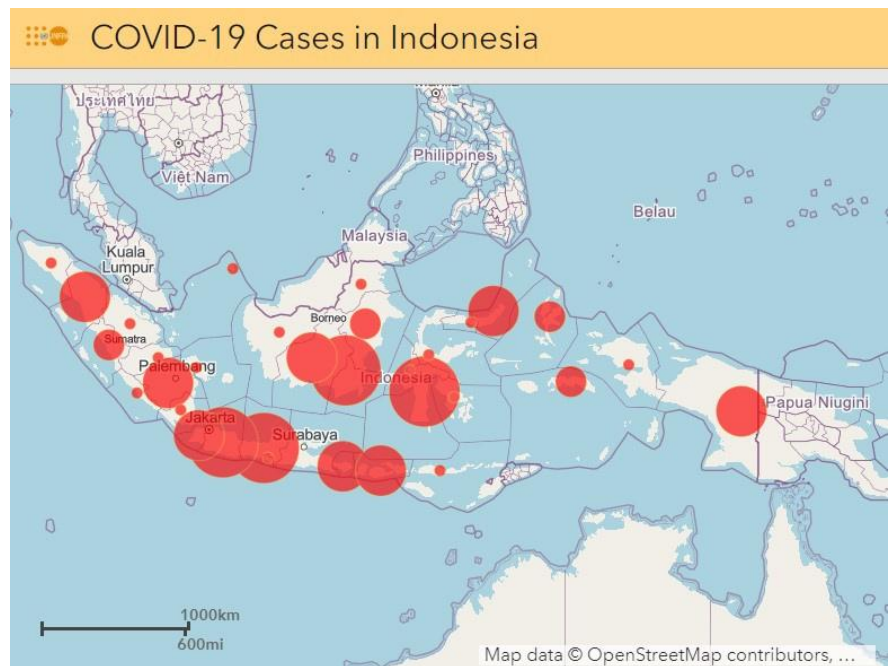 COVID-19 Cases in Indonesia
ประเทศไทย
Philippines
Việt Nam
Belau
Malaysia
Kuala
Lumpur
Borneo
Sumatra
Palembang
Indonesia
Papua Niugini
Jakarta
Surabaya
1000km
600mi
Map data © OpenStreetMap contributors, ...